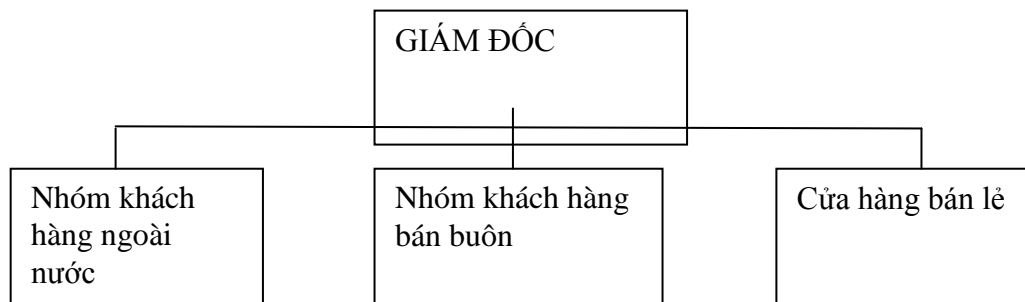 GIÁM ĐỐC
Nhóm khách
hàng ngoài
nước
Nhóm khách hàng
bán buôn
Cửa hàng bán lẻ